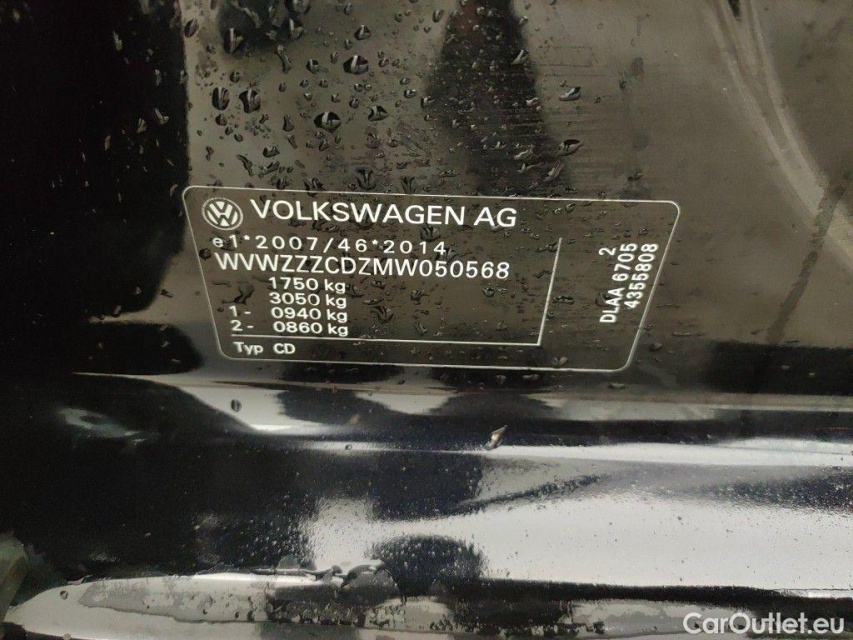 VOLKSWAGEN AG
e1*2007/46*2014
WVWZZZCDZMW050568
1750 kg
3050 kg
1- 0940 kg
2- 0860 kg
Typ CD
2
DLAA 6705
4355808
CarOutlet.eu